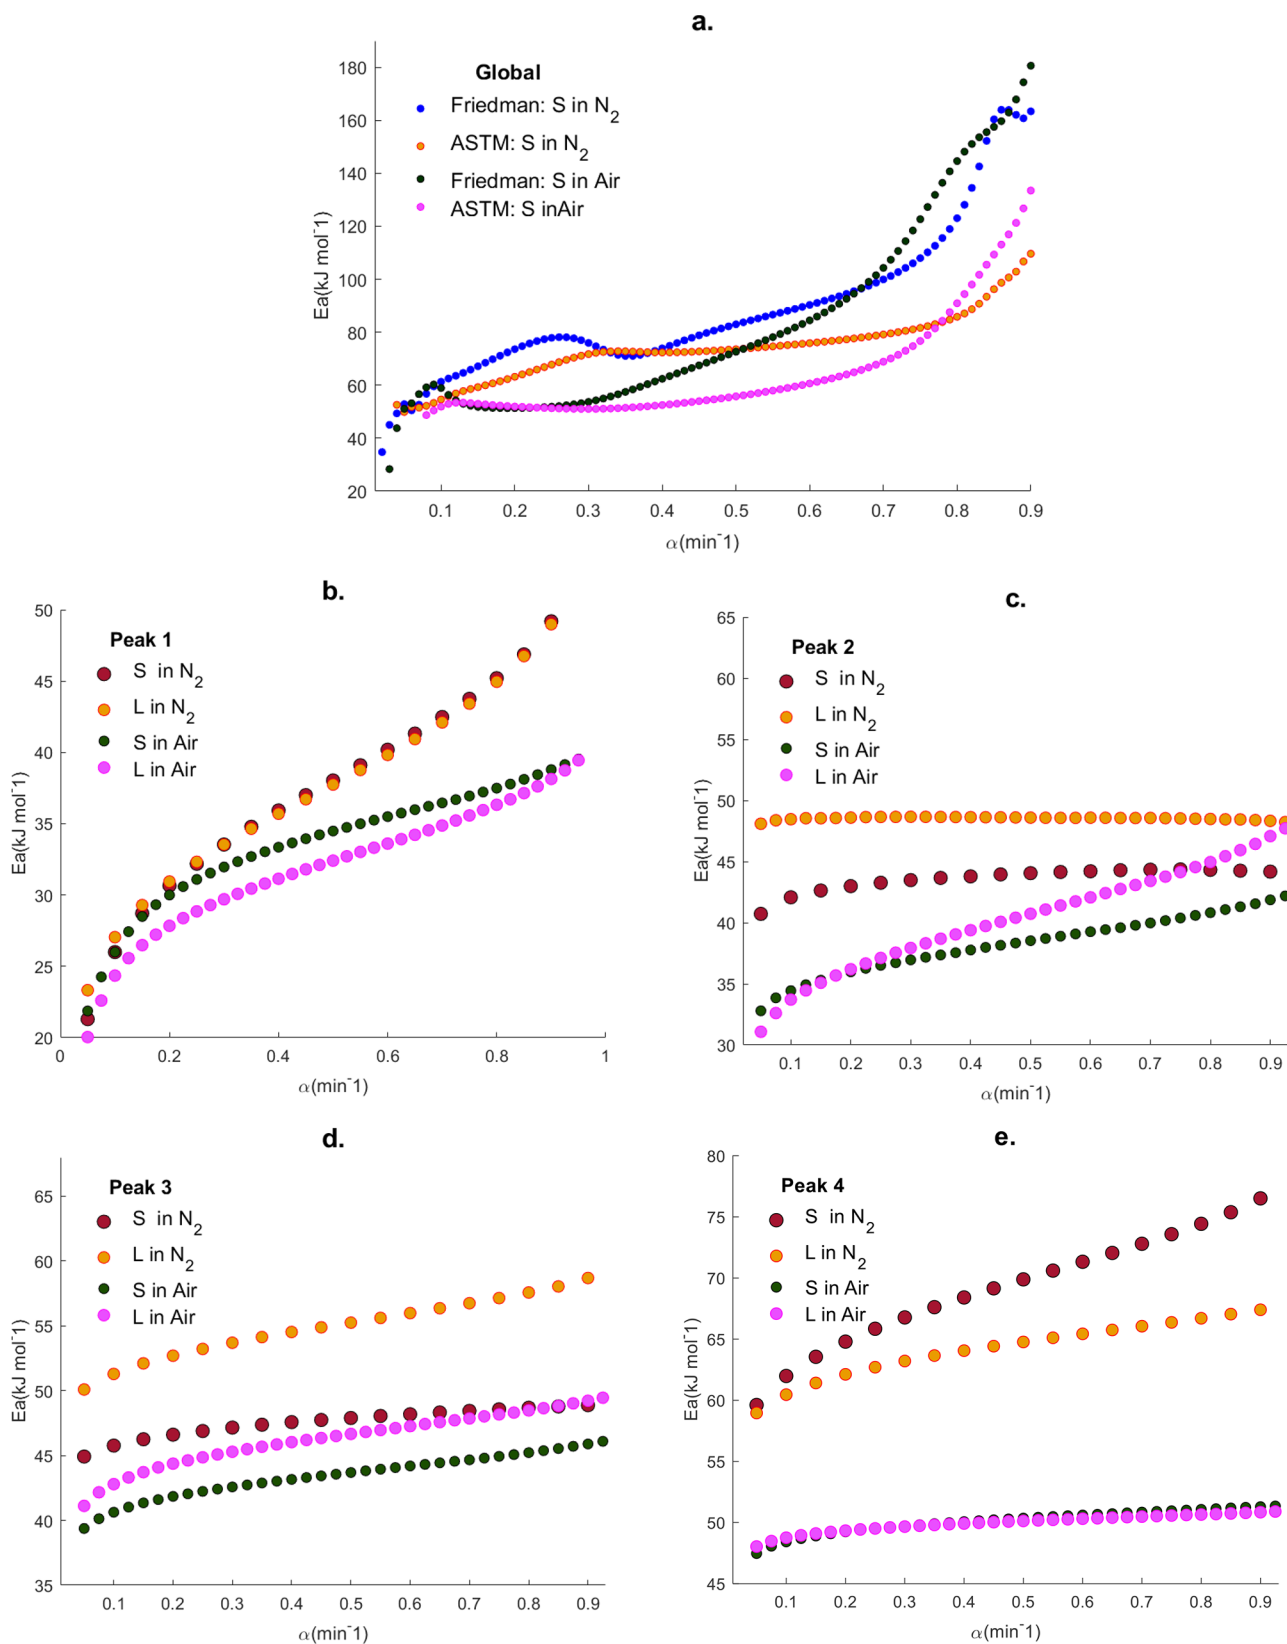 a.
Global
Friedman: S in N2
ASTM: S in N2
Friedman: S in Air
ASTM: S inAir
Ea(kJ mol-1)
180
160
140
120
100
80
60
40
20
0.1 0.2 0.3 0.4 0.5 0.6 0.7 0.8 0.9
α(min-1)
b.
Peak 1
S in N2
L in N2
S in Air
L in Air
Ea(kJ mol-1)
50
45
40
35
30
25
20
0 0.2 0.4 0.6 0.8 1
α(min-1)
c.
Peak 2
S in N2
L in N2
S in Air
L in Air
Ea(kJ mol-1)
65
60
55
50
45
40
35
30
0.1 0.2 0.3 0.4 0.5 0.6 0.7 0.8 0.9
α(min-1)
d.
Peak 3
S in N2
L in N2
S in Air
L in Air
Ea(kJ mol-1)
65
60
55
50
45
40
35
0.1 0.2 0.3 0.4 0.5 0.6 0.7 0.8 0.9
α(min-1)
e.
Peak 4
S in N2
L in N2
S in Air
L in Air
Ea(kJ mol-1)
80
75
70
65
60
55
50
45
0.1 0.2 0.3 0.4 0.5 0.6 0.7 0.8 0.9
α(min-1)